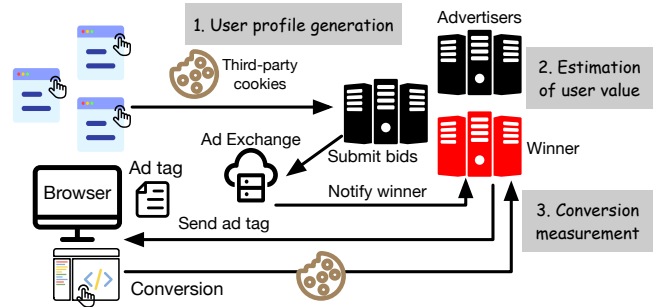 1. User profile generation
Advertisers
Third-party
cookies
2. Estimation
of user value
Ad Exchange
Submit bids
Winner
Ad tag
Browser
Notify winner
Send ad tag
3. Conversion
measurement
</>
Conversion